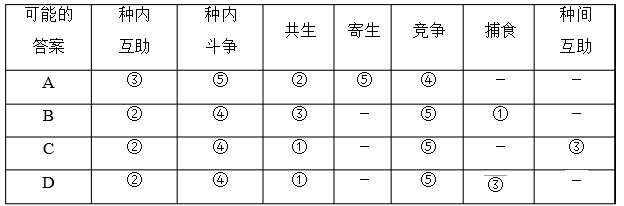 可能的答案 种内互助 种内斗争 共生 寄生 竞争 捕食 种间互助
A ③ ⑤ ② ⑤ ④ － －
B ② ④ ③ － ⑤ ① －
C ② ④ ① － ⑤ － ③
D ② ④ ① － ⑤ ③ －